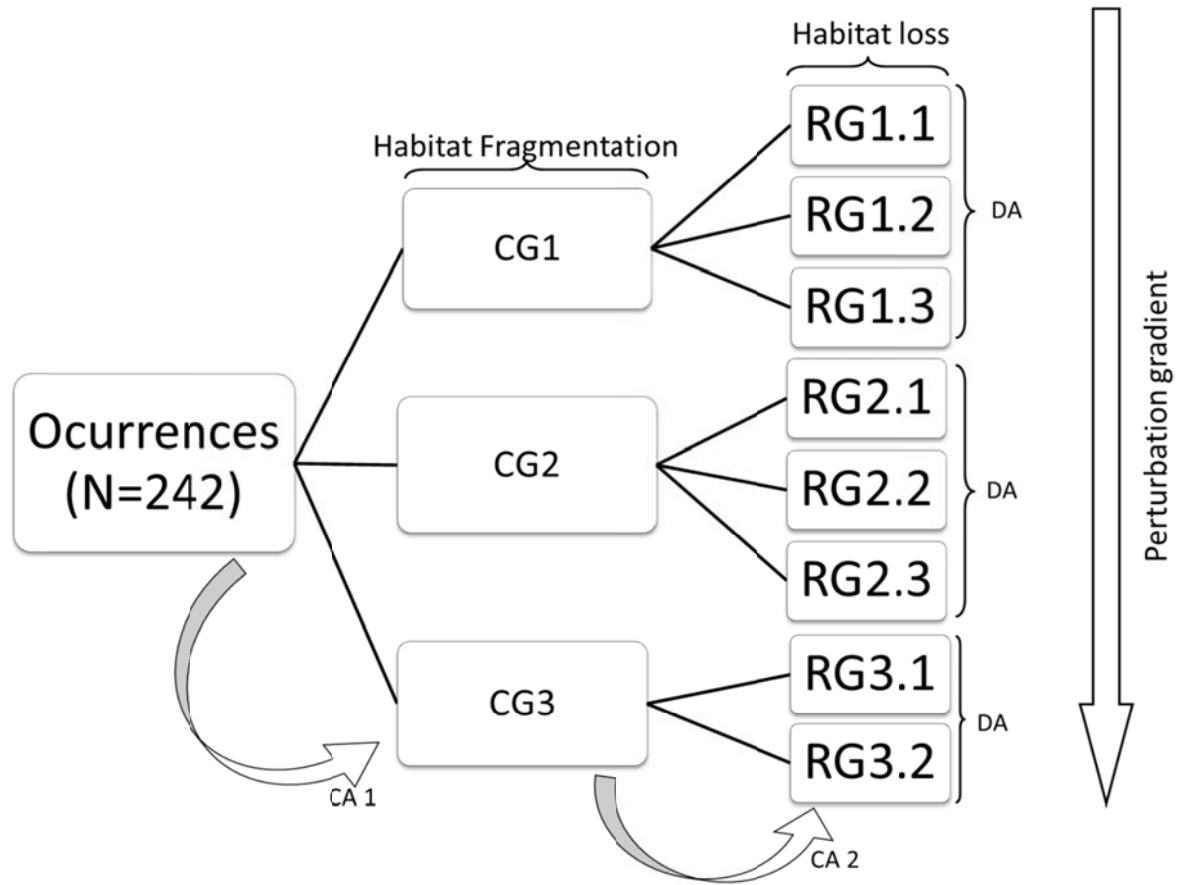 Habitat loss
Habitat Fragmentation
Ocurrences
(N=242)
CG1
CG2
CG3
RG1.1
RG1.2
RG1.3
RG2.1
RG2.2
RG2.3
RG3.1
RG3.2
DA
DA
DA
CA 1
CA 2
Perturbation gradient